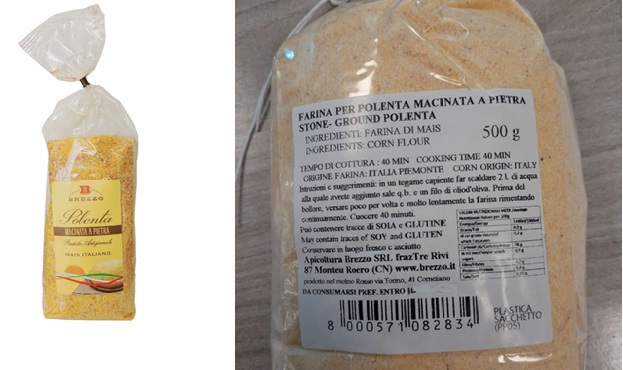 BREZZO
Polenta
MACINATA A PIETRA
Prodotto Artigianale
MAIS ITALIANO
FARINA PER POLENTA MACINATA A PIETRA
STONE- GROUND POLENTA
INGREDIENTI: FARINA DI MAIS
INGREDIENTS: CORN FLOUR
500 g
TEMPO DI COTTURA : 40 MIN COOKING TIME 40 MIN
ORIGINE FARINA: ITALIA PIEMONTE CORN ORIGIN: ITALY
Istruzioni e suggerimenti: in un tegame capiente far scaldare 2 l. di acqua
alla quale avrete aggiunto sale q.b. e un filo di olio d'oliva. Prima del
bollore, versare poco per volta e molto lentamente la farina rimestando
continuamente. Cuocere 40 minuti.
Può contenere tracce di SOIA e GLUTINE
May contain traces of SOY and GLUTEN
Conservare in luogo fresco e asciutto
Apicoltura Brezzo SRL frazTre Rivi
87 Monteu Roero (CN) www.brezzo.it
prodotto nel molino Rosso via Torino, 41 Corneliano
DA CONSUMARSI PREF. ENTRO IL
8 000571 082834
PLASTICA
SACCHETTO
(PP05)